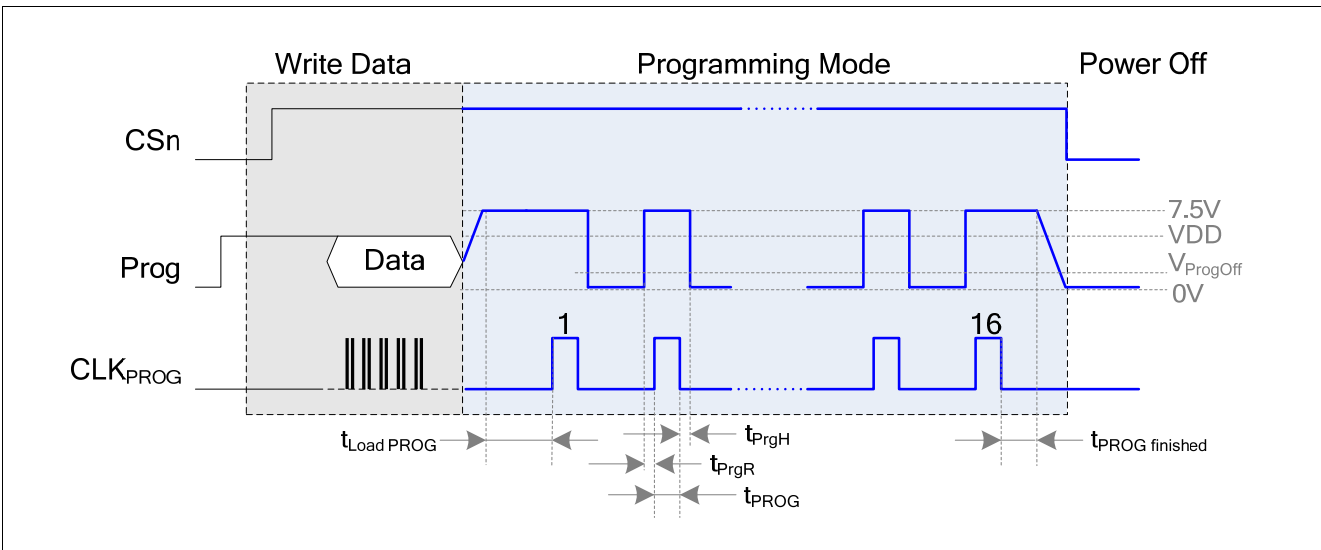 Write Data Programming Mode Power Off
CSn
7.5V
VDD
Prog Data VProgOff
0V
1 16
CLKPROG
tLoad PROG tPrgH tPROG finished
tPrgR
tPROG